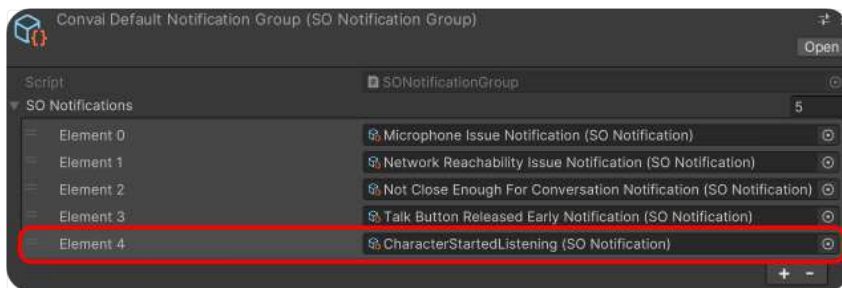 Convai Default Notification Group (SO Notification Group)
Open
Script SONotificationGroup
SO Notifications 5
Element 0 Microphone Issue Notification (SO Notification)
Element 1 Network Reachability Issue Notification (SO Notification)
Element 2 Not Close Enough For Conversation Notification (SO Notification)
Element 3 Talk Button Released Early Notification (SO Notification)
Element 4 CharacterStartedListening (SO Notification)
+ -